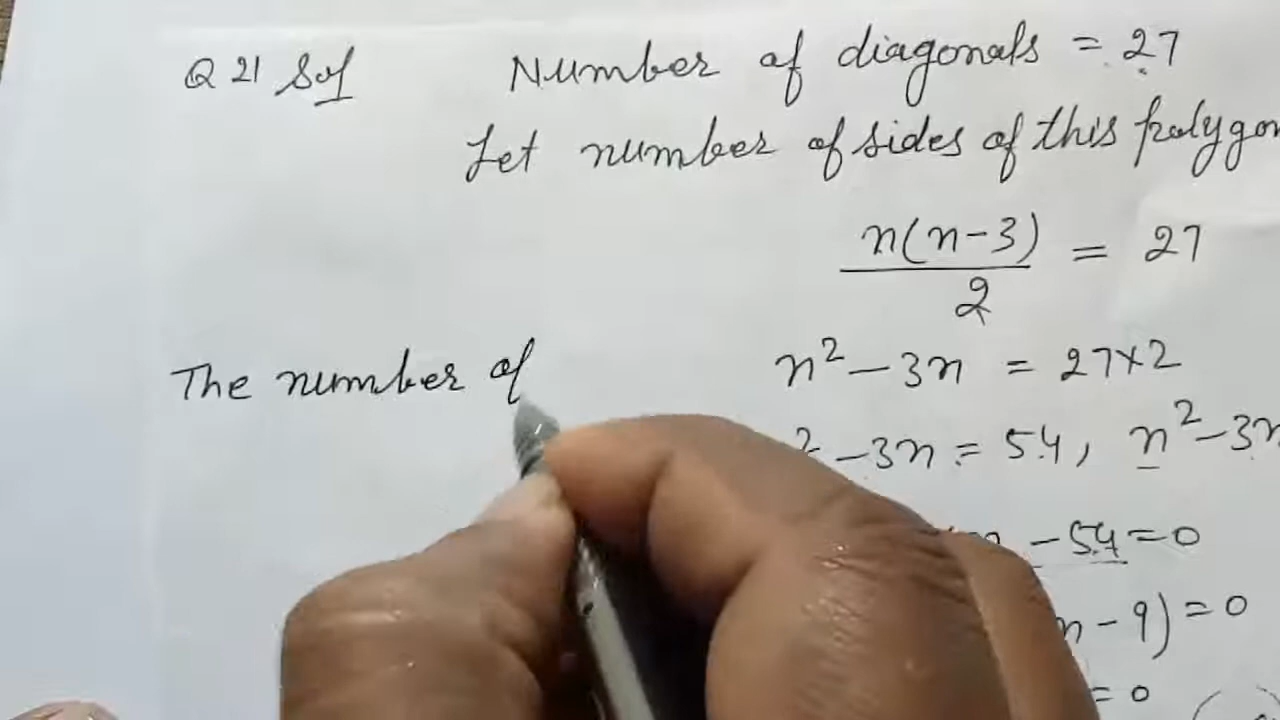 Q 21 Sol Number of diagonals = 27
Let number of sides of this polygon
n(n-3)/2 = 27
The number of
n² - 3n = 27×2
² - 3n = 54, n² - 3n
- 54 = 0
n - 9) = 0
= 0